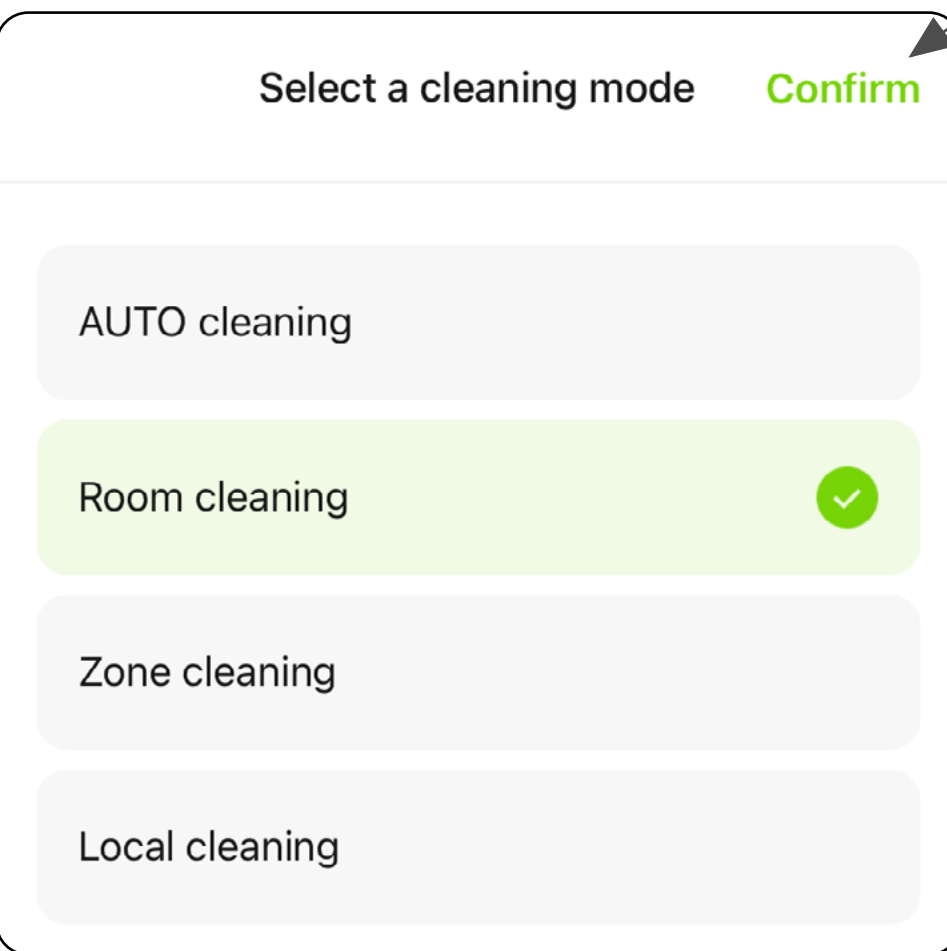 Select a cleaning mode Confirm
AUTO cleaning
Room cleaning
Zone cleaning
Local cleaning